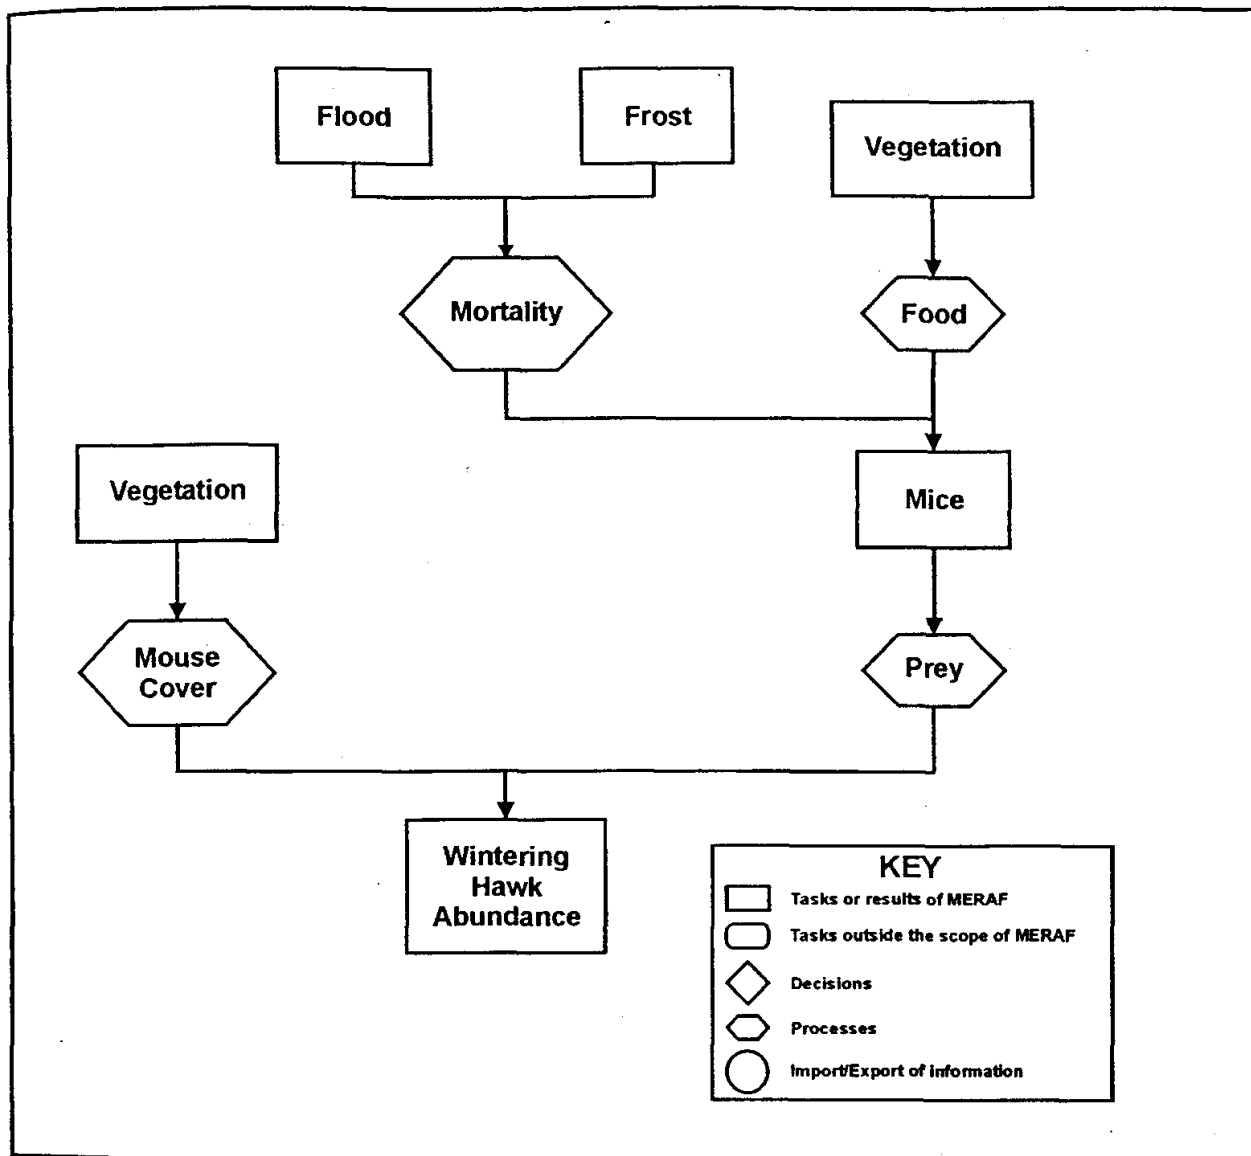 Flood
Frost
Vegetation
Mortality
Food
Vegetation
Mice
Mouse
Cover
Prey
Wintering
Hawk
Abundance
KEY
Tasks or results of MERAF
Tasks outside the scope of MERAF
Decisions
Processes
Import/Export of information